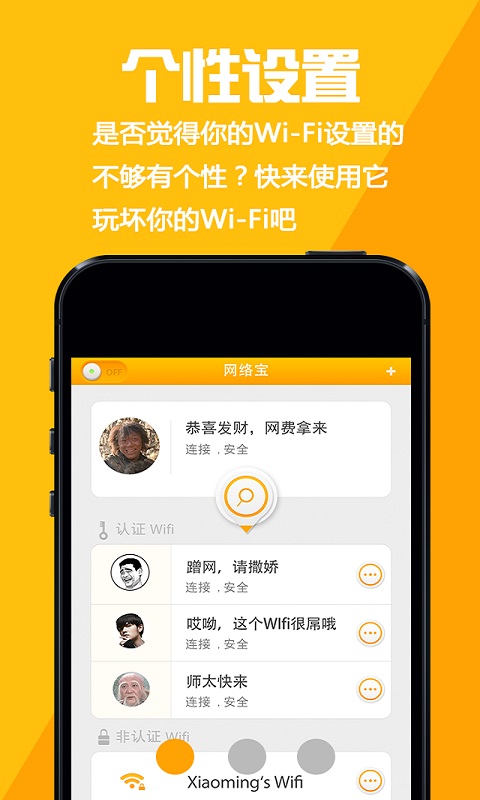 个性设置
是否觉得你的Wi-Fi设置的
不够有个性？快来使用它
玩坏你的Wi-Fi吧
OFF
网络宝
+
恭喜发财，网费拿来
连接．安全
认证 Wifi
蹭网，请撒娇
连接．安全
哎呦，这个WIfi很屌哦
连接．安全
师太快来
连接．安全
非认证 Wifi
Xiaoming‘s Wifi